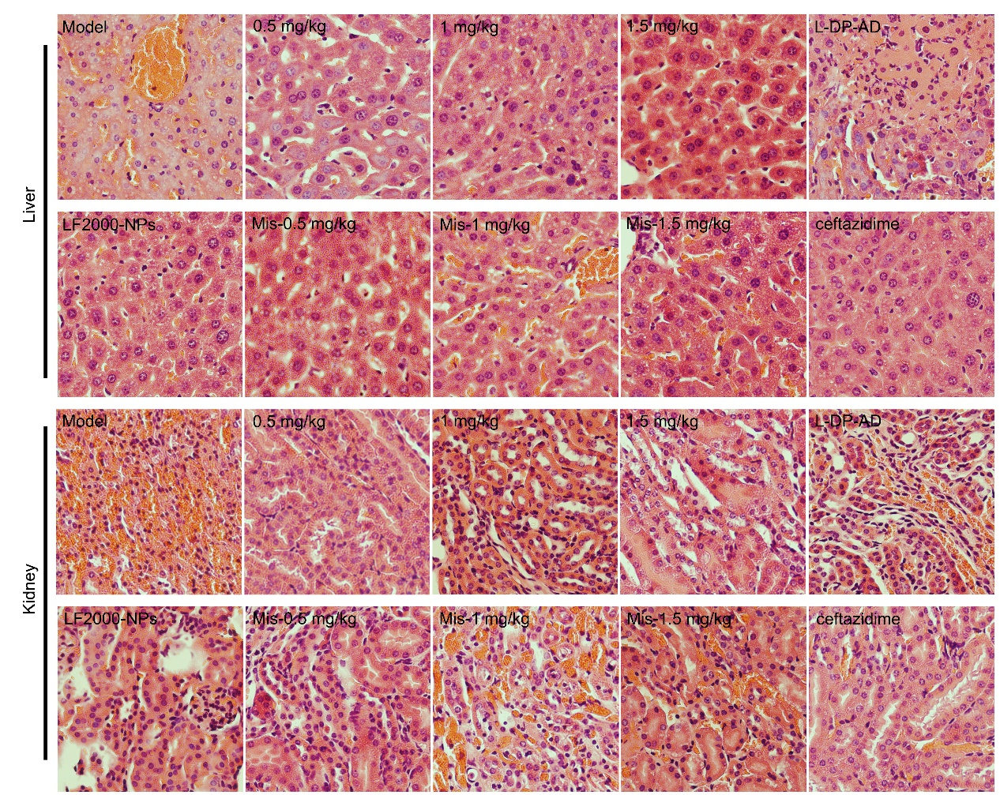 Model 0.5 mg/kg 1 mg/kg 1.5 mg/kg L-DP-AD
Liver
LF2000-NPs Mis-0.5 mg/kg Mis-1 mg/kg Mis-1.5 mg/kg ceftazidime
Model 0.5 mg/kg 1 mg/kg 1.5 mg/kg L-DP-AD
Kidney
LF2000-NPs Mis-0.5 mg/kg Mis-1 mg/kg Mis-1.5 mg/kg ceftazidime